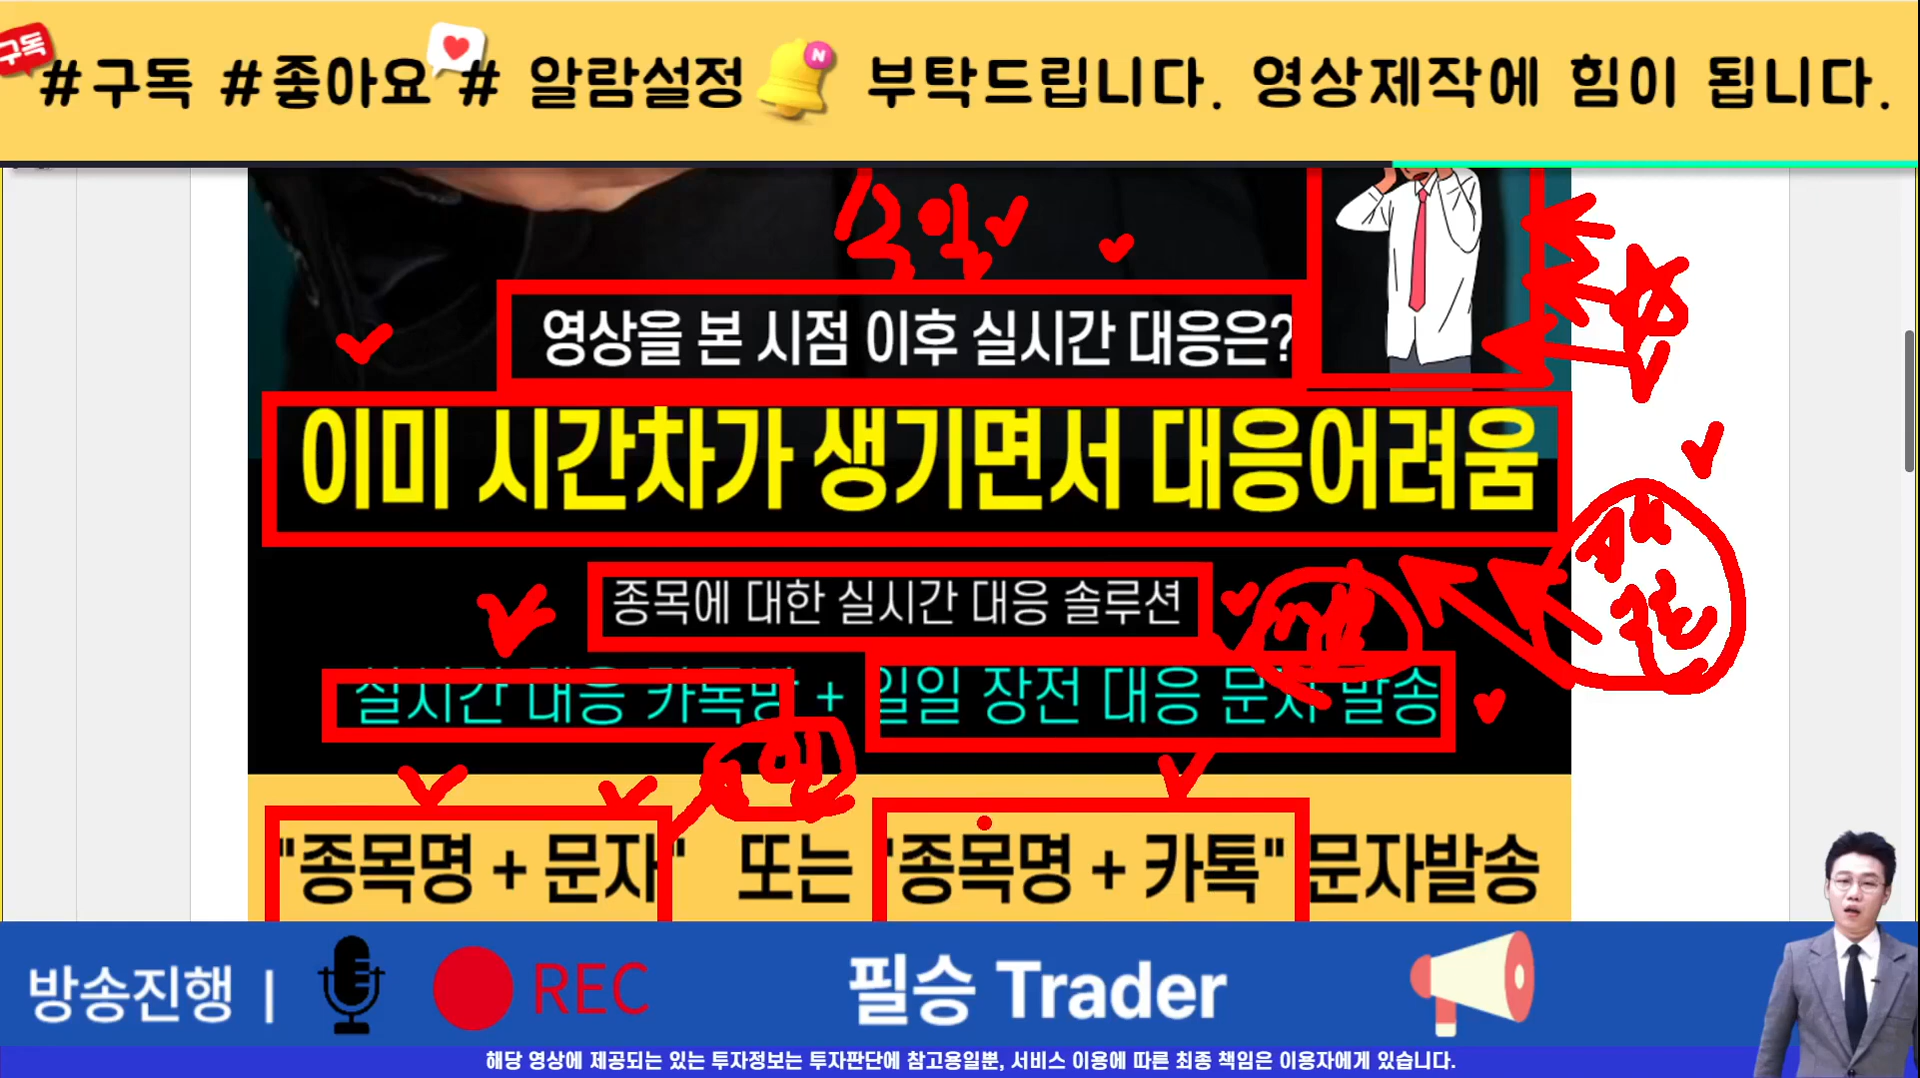 구독
#구독 #좋아요 # 알람설정 N 부탁드립니다. 영상제작에 힘이 됩니다.
영상을 본 시점 이후 실시간 대응은?
이미 시간차가 생기면서 대응어려움
종목에 대한 실시간 대응 솔루션
실시간 대응 카톡방 + 일일 장전 대응 문자 발송
"종목명 + 문자" 또는 "종목명 + 카톡" 문자발송
방송진행 | REC 필승 Trader
해당 영상에 제공되는 있는 투자정보는 투자판단에 참고용일뿐, 서비스 이용에 따른 최종 책임은 이용자에게 있습니다.